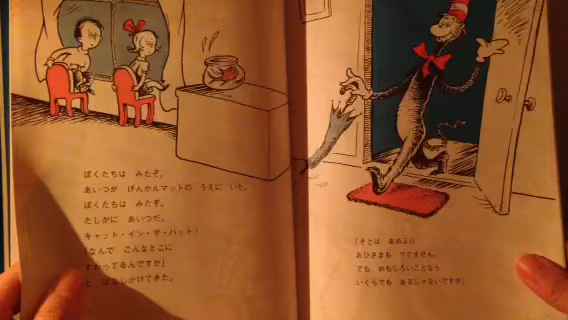 ぼくたちは　みたぞ。
あいつが　げんかんマットの　うえに　いた。
ぼくたちは　みたぞ。
たしかに　あいつだ。
キャット・イン・ザ・ハット!
「なんで　こんなとこに
すわってるんですか」
と　はなしかけてきた。
「そとは　あめふり
おひさまも　でてません。
でも　おもしろいことなら
いくらでも　あるじゃないですか」